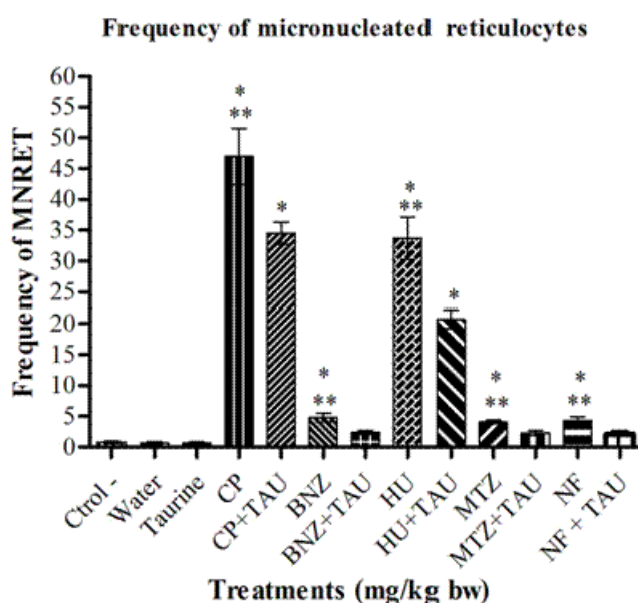 Frequency of micronucleated reticulocytes
Frequency of MNRET
60
55
50
45
40
35
30
25
20
15
10
5
0
*
**
*
*
**
*
**
*
*
**
*
**
Ctrol -
Water
Taurine
CP
CP+TAU
BNZ
BNZ+TAU
HU
HU+TAU
MTZ
MTZ+TAU
NF
NF + TAU
Treatments (mg/kg bw)